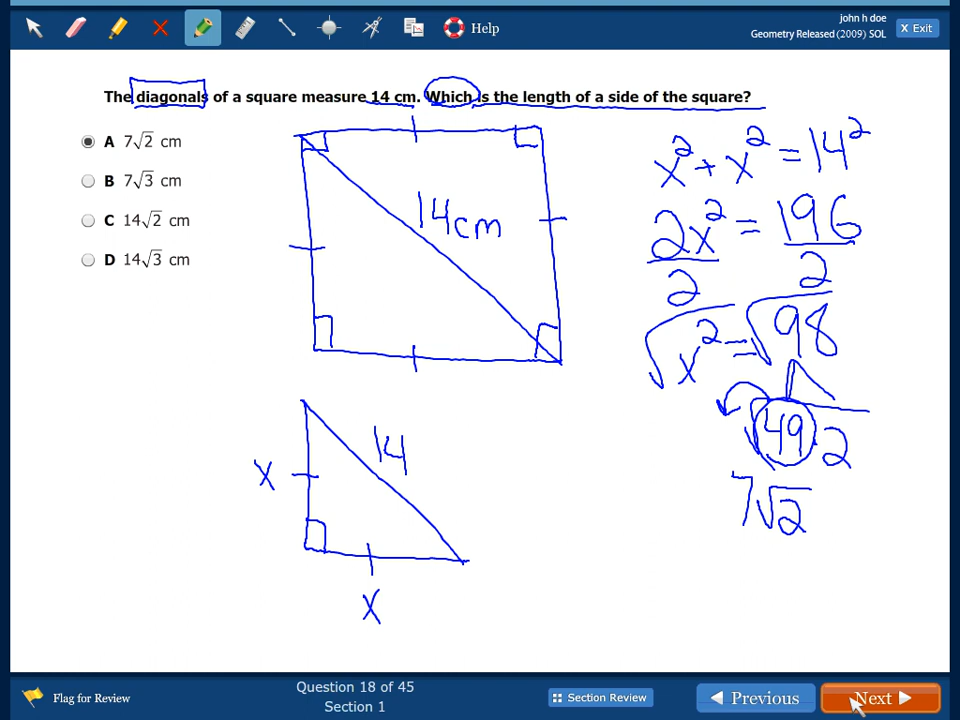 Help
john h doe
Geometry Released (2009) SOL
X Exit
The diagonals of a square measure 14 cm. Which is the length of a side of the square?
A 7√2 cm
B 7√3 cm
C 14√2 cm
D 14√3 cm
14cm
14
x
x
x² + x² = 14²
2x² = 196
2 2
√x² = √98
√49·2
7√2
Flag for Review
Question 18 of 45
Section 1
Section Review
Previous
Next